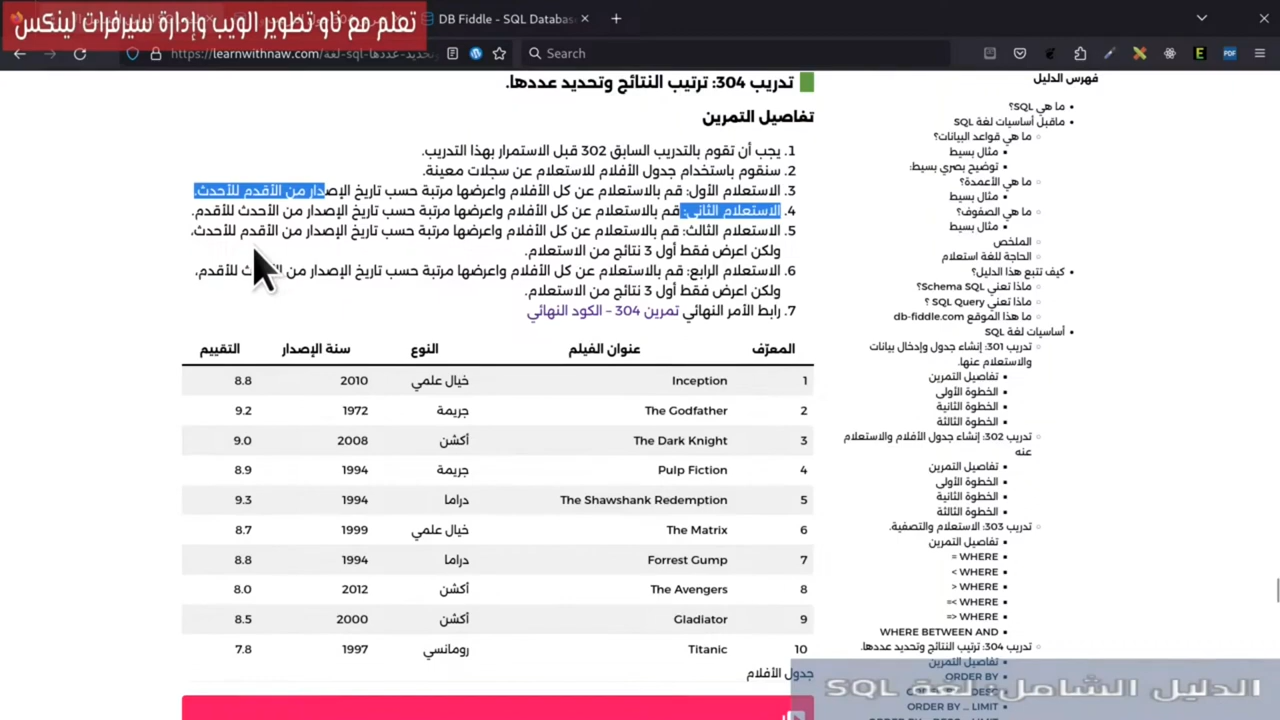 تعلم مع ناو تطوير الويب وإدارة سيرفرات لينكس
DB Fiddle - SQL Databas
https://learnwithnaw.com/
Search
تدريب 304: ترتيب النتائج وتحديد عددها.
تفاصيل التمرين
1. يجب أن تقوم بالتدريب السابق 302 قبل الاستمرار بهذا التدريب.
2. سنقوم باستخدام جدول الأفلام للاستعلام عن سجلات معينة.
3. الاستعلام الأول: قم بالاستعلام عن كل الأفلام واعرضها مرتبة حسب تاريخ الإصدار من الأقدم للأحدث.
4. الاستعلام الثاني: قم بالاستعلام عن كل الأفلام واعرضها مرتبة حسب تاريخ الإصدار من الأحدث للأقدم.
5. الاستعلام الثالث: قم بالاستعلام عن كل الأفلام واعرضها مرتبة حسب تاريخ الإصدار من الأقدم للأحدث،
ولكن اعرض فقط أول 3 نتائج من الاستعلام.
6. الاستعلام الرابع: قم بالاستعلام عن كل الأفلام واعرضها مرتبة حسب تاريخ الإصدار من للأقدم،
ولكن اعرض فقط أول 3 نتائج من الاستعلام.
7. رابط الأمر النهائي تمرين 304 – الكود النهائي
المعرّف عنوان الفيلم النوع سنة الإصدار التقييم
1 Inception خيال علمي 2010 8.8
2 The Godfather جريمة 1972 9.2
3 The Dark Knight أكشن 2008 9.0
4 Pulp Fiction جريمة 1994 8.9
5 The Shawshank Redemption دراما 1994 9.3
6 The Matrix خيال علمي 1999 8.7
7 Forrest Gump دراما 1994 8.8
8 The Avengers أكشن 2012 8.0
9 Gladiator أكشن 2000 8.5
10 Titanic رومانسي 1997 7.8
جدول الأفلام
فهرس الدليل
ما هي SQL؟
ماقبل أساسيات لغة SQL
ما هي قواعد البيانات؟
مثال بسيط
توضيح بصري بسيط:
ما هي الأعمدة؟
مثال بسيط
ما هي الصفوف؟
مثال بسيط
الملخص
الحاجة للغة استعلام
كيف تتبع هذا الدليل؟
ماذا تعني Schema SQL؟
ماذا تعني SQL Query ؟
ما هذا الموقع db-fiddle.com
أساسيات لغة SQL
تدريب 301: إنشاء جدول وإدخال بيانات
والاستعلام عنها.
تفاصيل التمرين
الخطوة الأولى
الخطوة الثانية
الخطوة الثالثة
تدريب 302: إنشاء جدول الأفلام والاستعلام
عنه
تفاصيل التمرين
الخطوة الأولى
الخطوة الثانية
الخطوة الثالثة
تدريب 303: الاستعلام والتصفية.
تفاصيل التمرين
= WHERE
< WHERE
> WHERE
=< WHERE
=> WHERE
WHERE BETWEEN AND
تدريب 304: ترتيب النتائج وتحديد عددها.
تفاصيل التمرين
ORDER BY
ORDER BY ... LIMIT
الدليل الشامل: لغة SQL